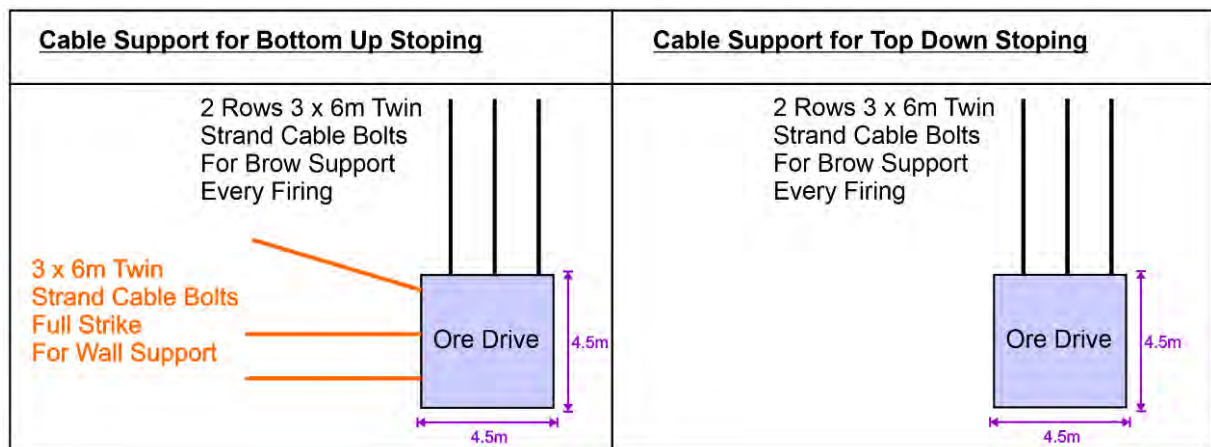 Cable Support for Bottom Up Stoping
2 Rows 3 x 6m Twin
Strand Cable Bolts
For Brow Support
Every Firing
3 x 6m Twin
Strand Cable Bolts
Full Strike
For Wall Support
Ore Drive
4.5m
4.5m
Cable Support for Top Down Stoping
2 Rows 3 x 6m Twin
Strand Cable Bolts
For Brow Support
Every Firing
Ore Drive
4.5m
4.5m